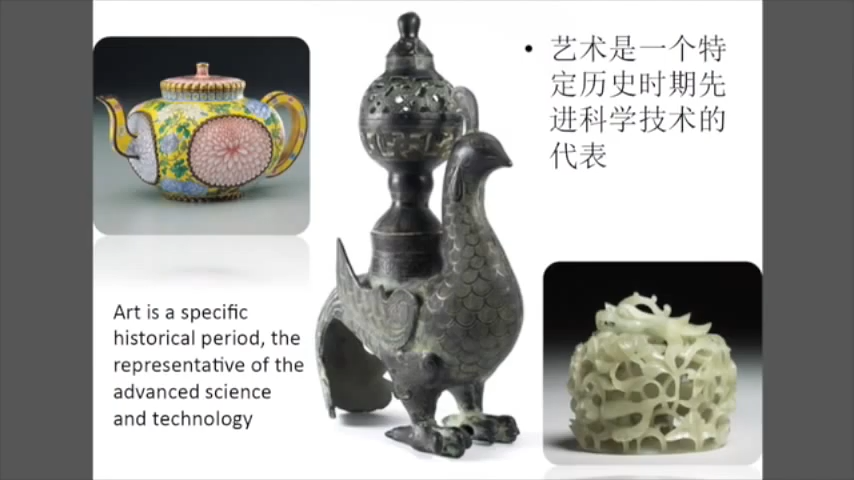 • 艺术是一个特
定历史时期先
进科学技术的
代表
Art is a specific
historical period, the
representative of the
advanced science
and technology